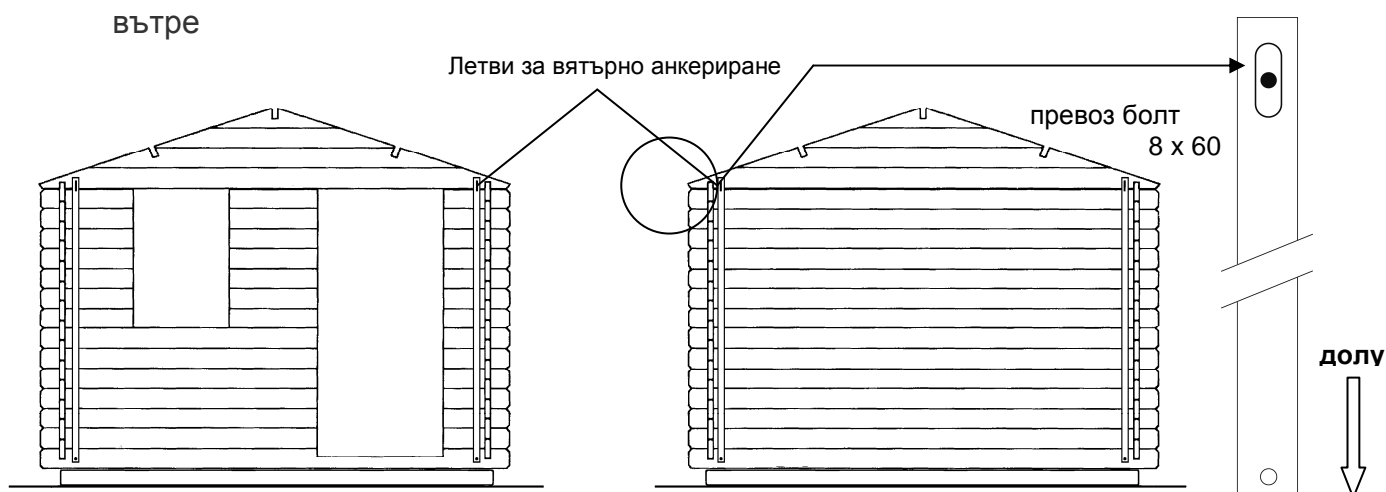 вътре
Летви за вятърно анкериране
превоз болт
8 x 60
долу